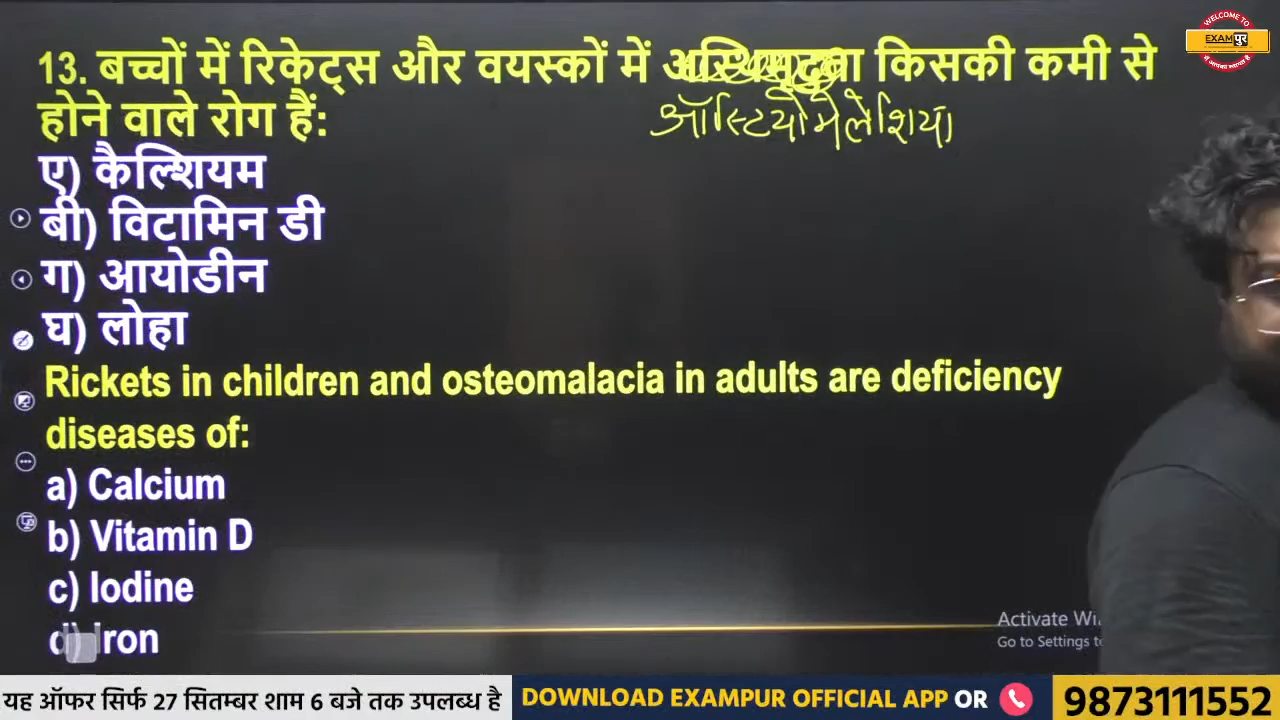 WELCOME TO
EXAMपुर
13. बच्चों में रिकेट्स और वयस्कों में किसकी कमी से
ऑस्टियोमेलेशिया
होने वाले रोग हैं:
ए) कैल्शियम
बी) विटामिन डी
ग) आयोडीन
घ) लोहा
Rickets in children and osteomalacia in adults are deficiency
diseases of:
a) Calcium
b) Vitamin D
c) Iodine
d) Iron
Activate Wi
Go to Settings t
यह ऑफर सिर्फ 27 सितम्बर शाम 6 बजे तक उपलब्ध है
DOWNLOAD EXAMPUR OFFICIAL APP OR 9873111552